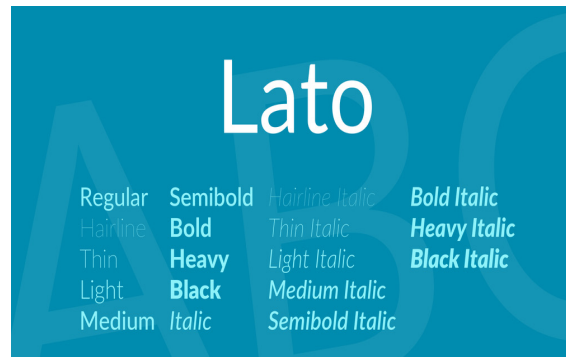 ABC
Lato
Regular Semibold Hairline Italic Bold Italic
Hairline Bold Thin Italic Heavy Italic
Thin Heavy Light Italic Black Italic
Light Black Medium Italic
Medium Italic Semibold Italic